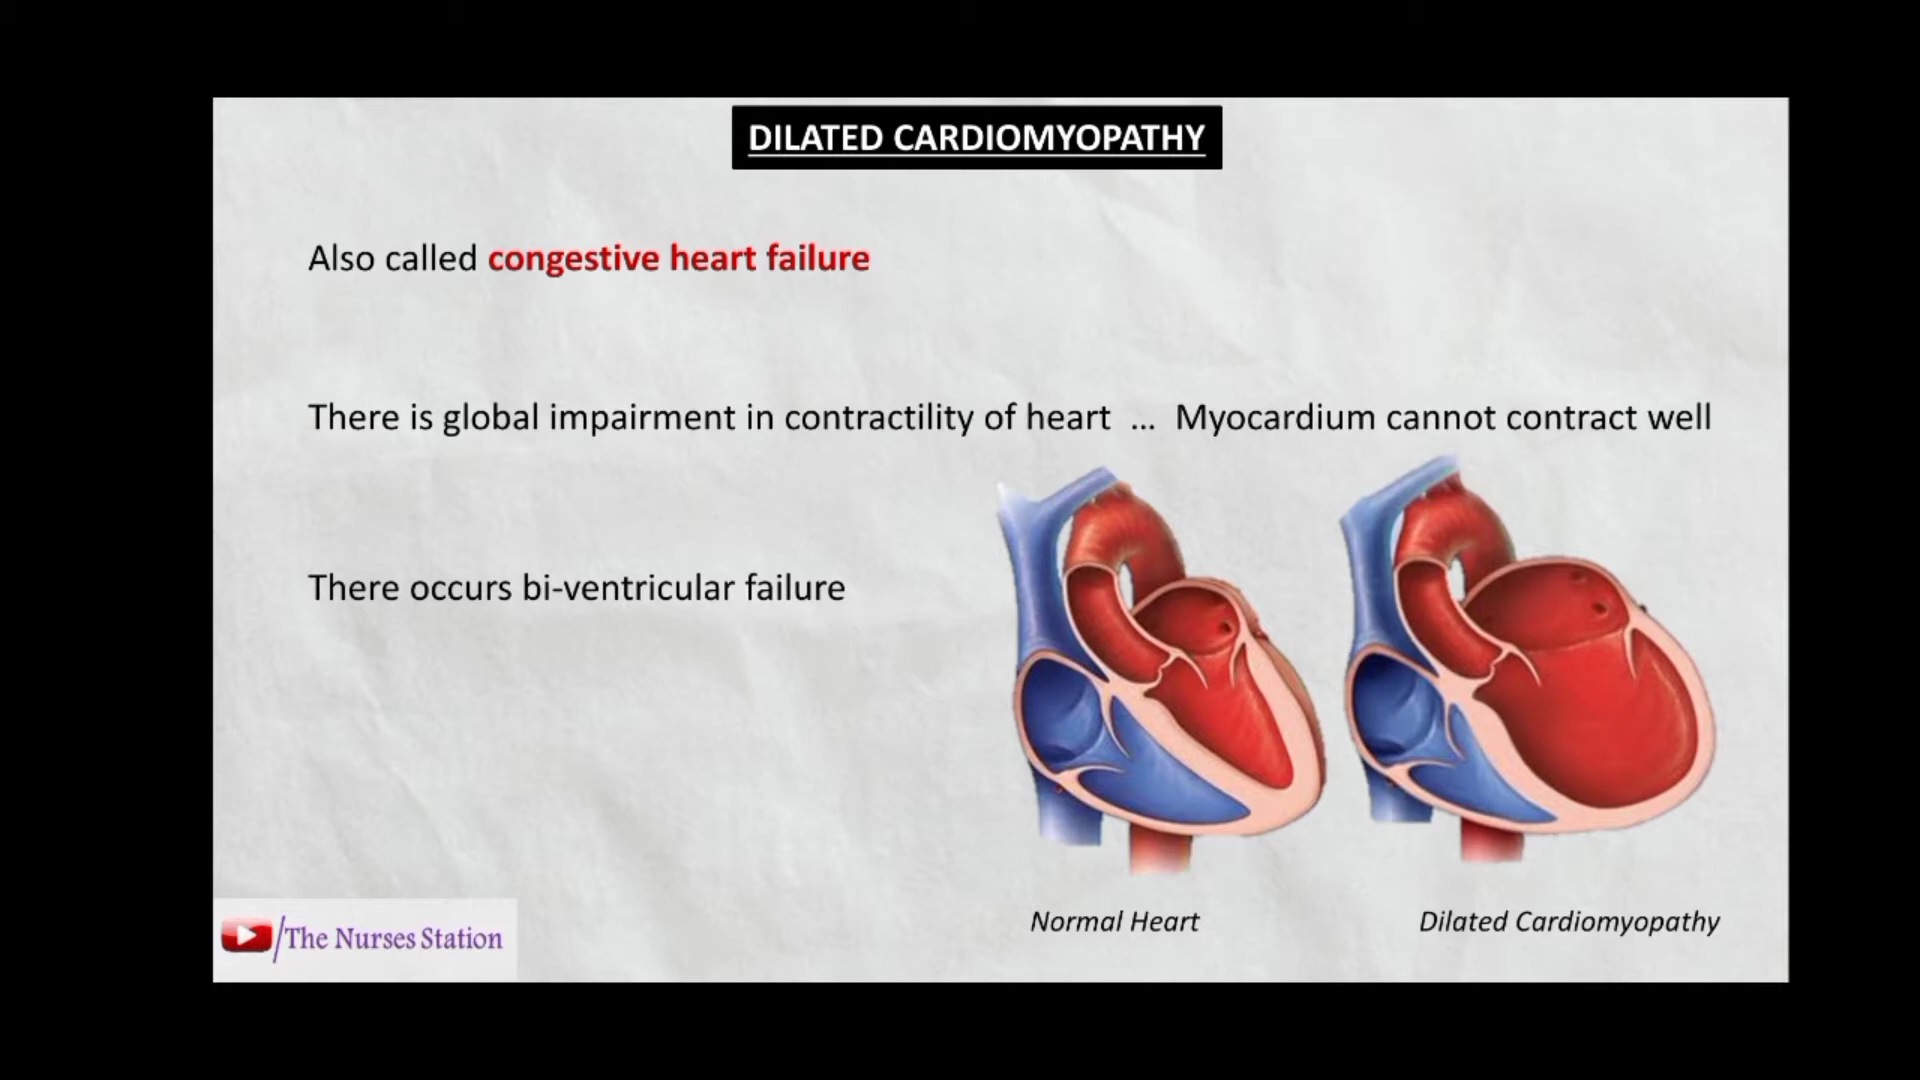 DILATED CARDIOMYOPATHY
Also called congestive heart failure
There is global impairment in contractility of heart ... Myocardium cannot contract well
There occurs bi-ventricular failure
Normal Heart
Dilated Cardiomyopathy
/The Nurses Station